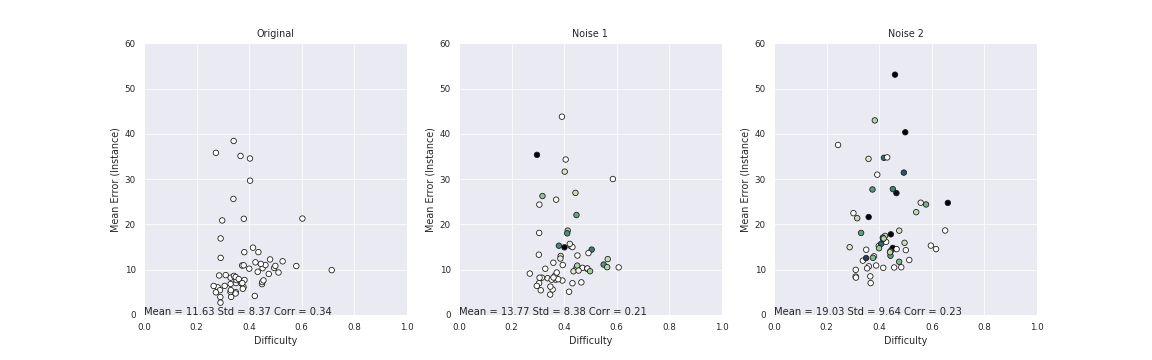 Original
60
50
40
30
20
10
0
Mean Error (Instance)
Mean = 11.63 Std = 8.37 Corr = 0.34
0.0 0.2 0.4 0.6 0.8 1.0
Difficulty
Noise 1
60
50
40
30
20
10
0
Mean Error (Instance)
Mean = 13.77 Std = 8.38 Corr = 0.21
0.0 0.2 0.4 0.6 0.8 1.0
Difficulty
Noise 2
60
50
40
30
20
10
0
Mean Error (Instance)
Mean = 19.03 Std = 9.64 Corr = 0.23
0.0 0.2 0.4 0.6 0.8 1.0
Difficulty